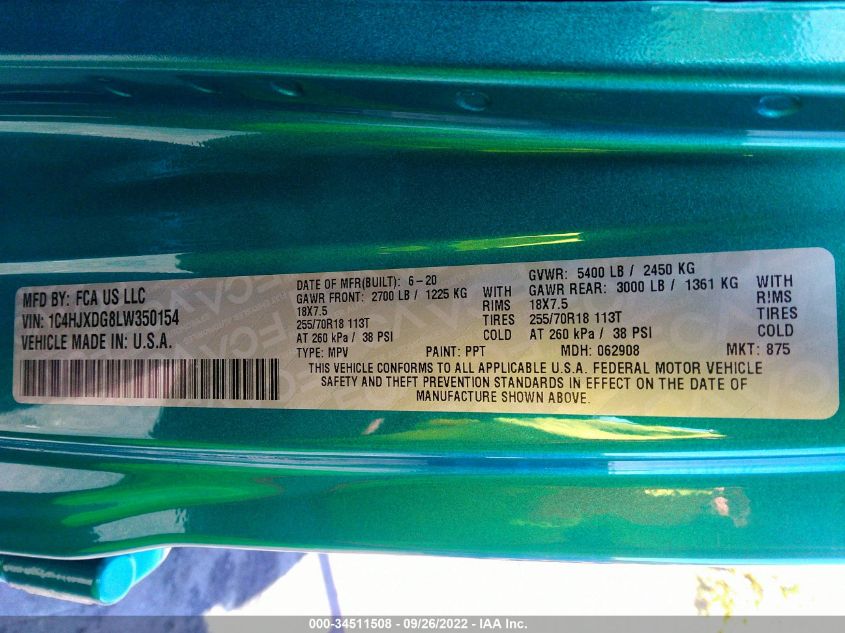 MFD BY: FCA US LLC
VIN: 1C4HJXDG8LW350154
VEHICLE MADE IN: U.S.A.
DATE OF MFR(BUILT): 6-20
GAWR FRONT: 2700 LB / 1225 KG WITH
18X7.5 RIMS
255/70R18 113T TIRES
AT 260 kPa / 38 PSI COLD
GVWR: 5400 LB / 2450 KG
GAWR REAR: 3000 LB / 1361 KG WITH
18X7.5 RIMS
255/70R18 113T TIRES
AT 260 kPa / 38 PSI COLD
TYPE: MPV PAINT: PPT MDH: 062908 MKT: 875
THIS VEHICLE CONFORMS TO ALL APPLICABLE U.S.A. FEDERAL MOTOR VEHICLE
SAFETY AND THEFT PREVENTION STANDARDS IN EFFECT ON THE DATE OF
MANUFACTURE SHOWN ABOVE.
000-34511508 - 09/26/2022 - IAA Inc.